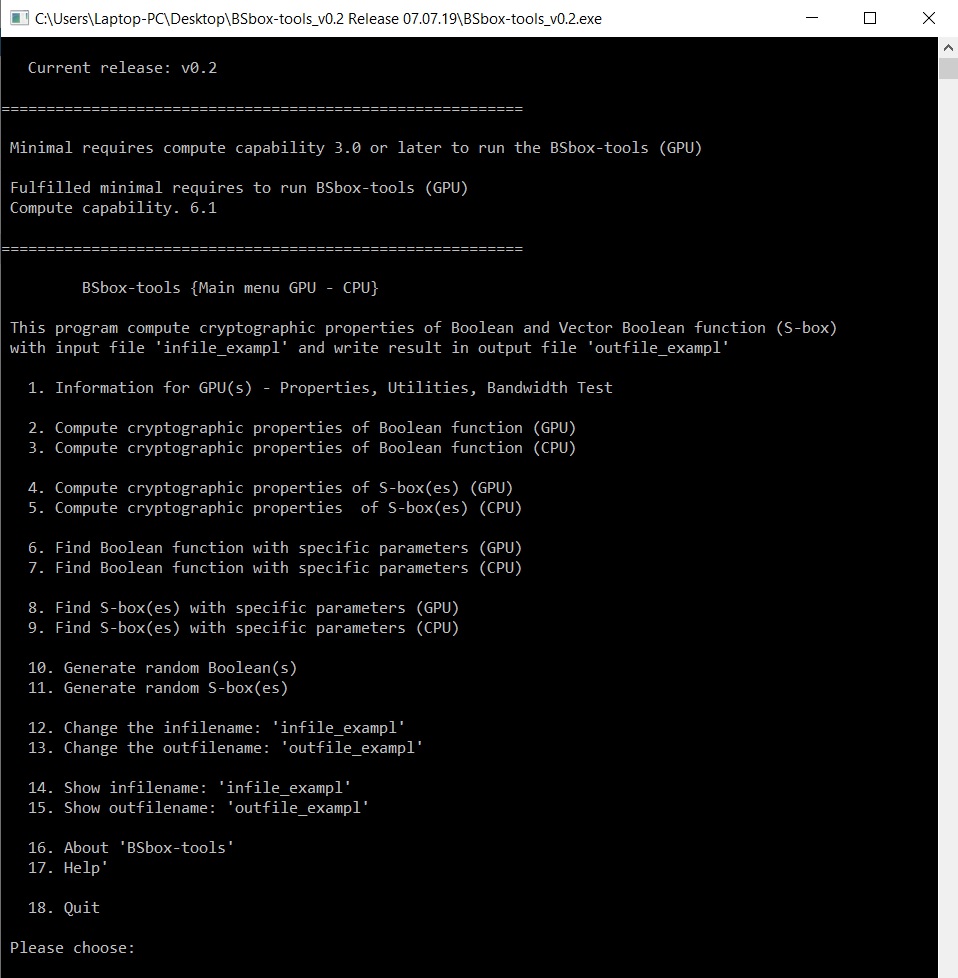 C:\Users\Laptop-PC\Desktop\BSbox-tools_v0.2 Release 07.07.19\BSbox-tools_v0.2.exe
Current release: v0.2
==========================================================
Minimal requires compute capability 3.0 or later to run the BSbox-tools (GPU)
Fulfilled minimal requires to run BSbox-tools (GPU)
Compute capability. 6.1
==========================================================
BSbox-tools {Main menu GPU - CPU}
This program compute cryptographic properties of Boolean and Vector Boolean function (S-box)
with input file 'infile_exampl' and write result in output file 'outfile_exampl'
1. Information for GPU(s) - Properties, Utilities, Bandwidth Test
2. Compute cryptographic properties of Boolean function (GPU)
3. Compute cryptographic properties of Boolean function (CPU)
4. Compute cryptographic properties of S-box(es) (GPU)
5. Compute cryptographic properties  of S-box(es) (CPU)
6. Find Boolean function with specific parameters (GPU)
7. Find Boolean function with specific parameters (CPU)
8. Find S-box(es) with specific parameters (GPU)
9. Find S-box(es) with specific parameters (CPU)
10. Generate random Boolean(s)
11. Generate random S-box(es)
12. Change the infilename: 'infile_exampl'
13. Change the outfilename: 'outfile_exampl'
14. Show infilename: 'infile_exampl'
15. Show outfilename: 'outfile_exampl'
16. About 'BSbox-tools'
17. Help'
18. Quit
Please choose: